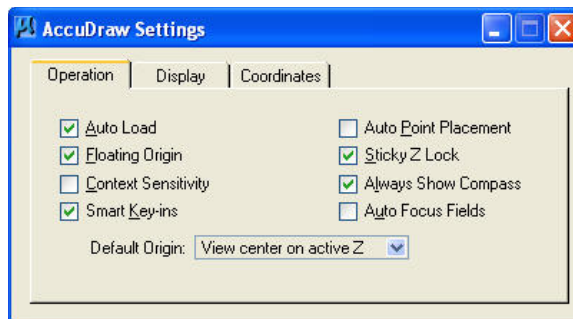 AccuDraw Settings
Operation Display Coordinates
Auto Load Auto Point Placement
Floating Origin Sticky Z Lock
Context Sensitivity Always Show Compass
Smart Key-ins Auto Focus Fields
Default Origin: View center on active Z